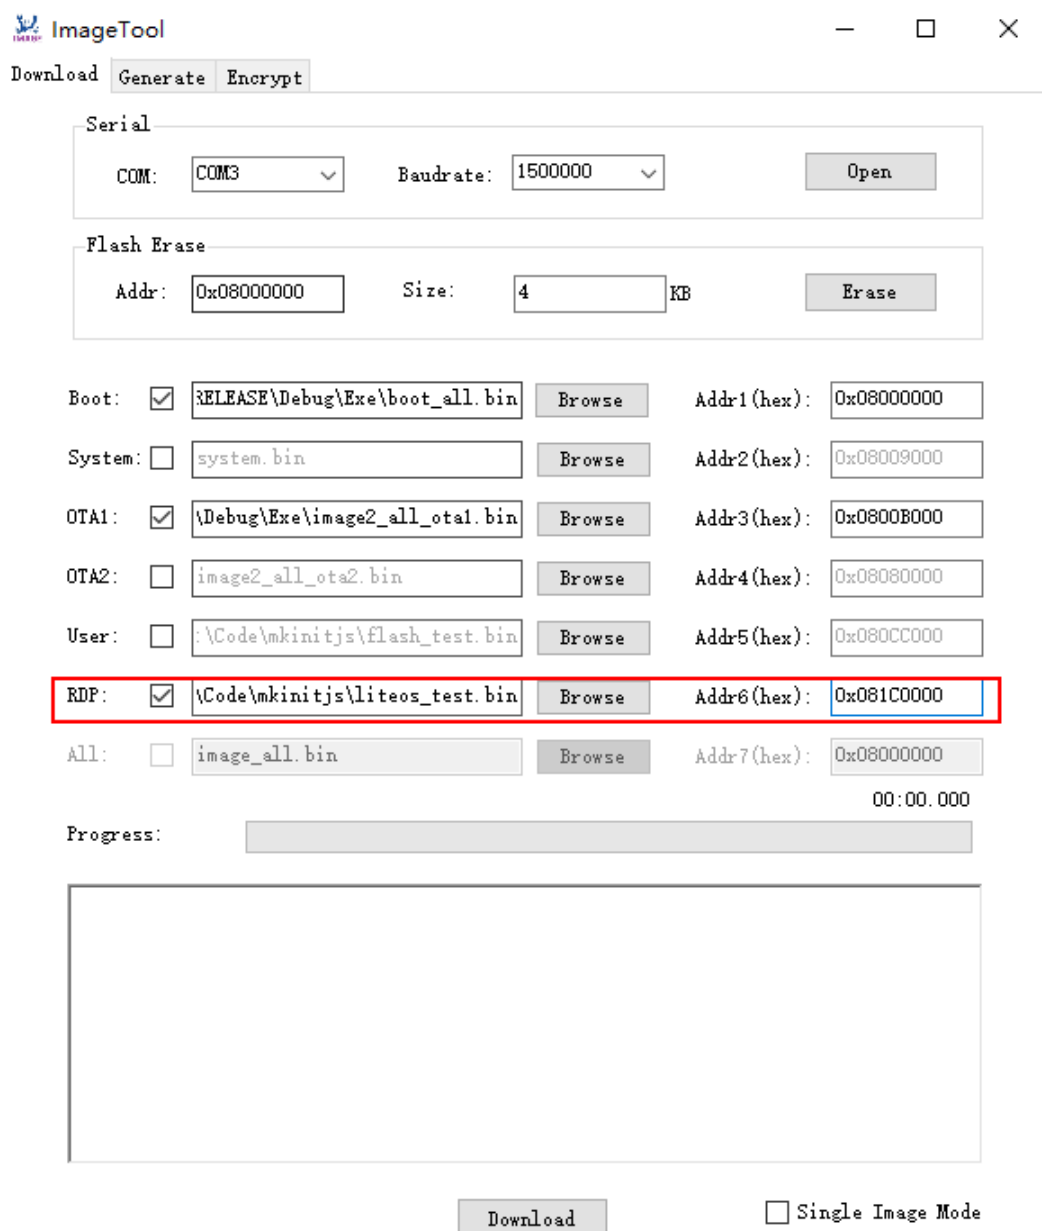 ImageTool
Download Generate Encrypt
Serial
COM: COM3 Baudrate: 1500000 Open
Flash Erase
Addr: 0x08000000 Size: 4 KB Erase
Boot: RELEASE\Debug\Exe\boot_all.bin Browse Addr1(hex): 0x08000000
System: system.bin Browse Addr2(hex): 0x08009000
OTA1: \Debug\Exe\image2_all_ota1.bin Browse Addr3(hex): 0x0800B000
OTA2: image2_all_ota2.bin Browse Addr4(hex): 0x08080000
User: :\Code\mkinitjs\flash_test.bin Browse Addr5(hex): 0x080CC000
RDP: \Code\mkinitjs\liteos_test.bin Browse Addr6(hex): 0x081C0000
All: image_all.bin Browse Addr7(hex): 0x08000000
00:00.000
Progress:
Download Single Image Mode